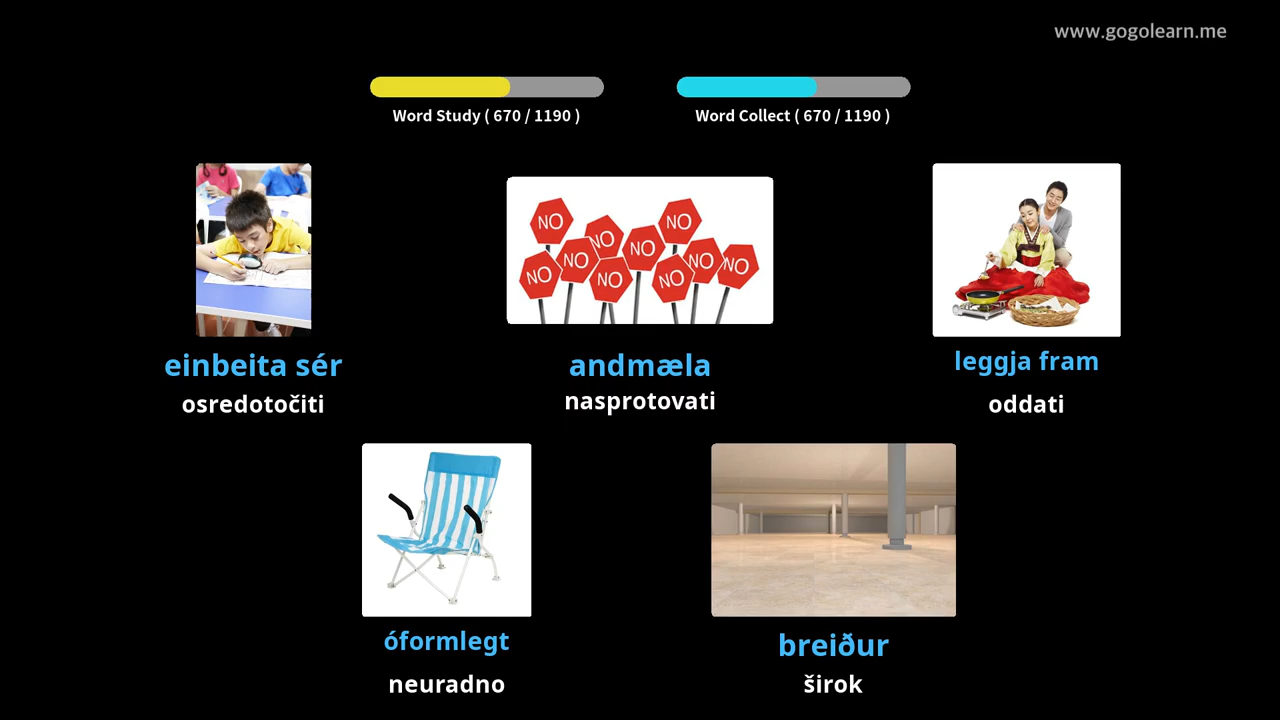 www.gogolearn.me
Word Study ( 670 / 1190 )
Word Collect ( 670 / 1190 )
NO
NO
NO
NO
NO
NO
NO
NO
NO
NO
einbeita sér
osredotočiti
andmæla
nasprotovati
leggja fram
oddati
óformlegt
neuradno
breiður
širok